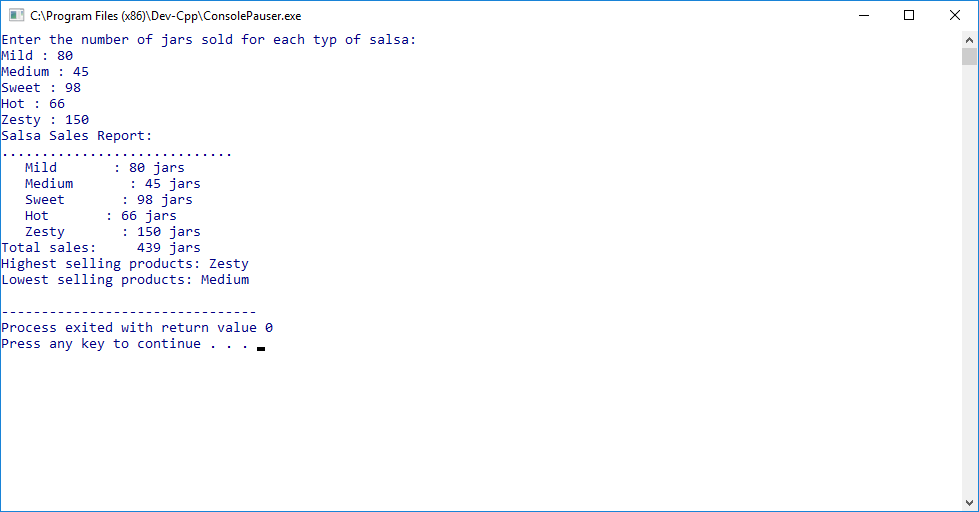 C:\Program Files (x86)\Dev-Cpp\ConsolePauser.exe
Enter the number of jars sold for each typ of salsa:
Mild : 80
Medium : 45
Sweet : 98
Hot : 66
Zesty : 150
Salsa Sales Report:
.............................
   Mild       : 80 jars
   Medium       : 45 jars
   Sweet       : 98 jars
   Hot       : 66 jars
   Zesty       : 150 jars
Total sales:     439 jars
Highest selling products: Zesty
Lowest selling products: Medium
--------------------------------
Process exited with return value 0
Press any key to continue . . .